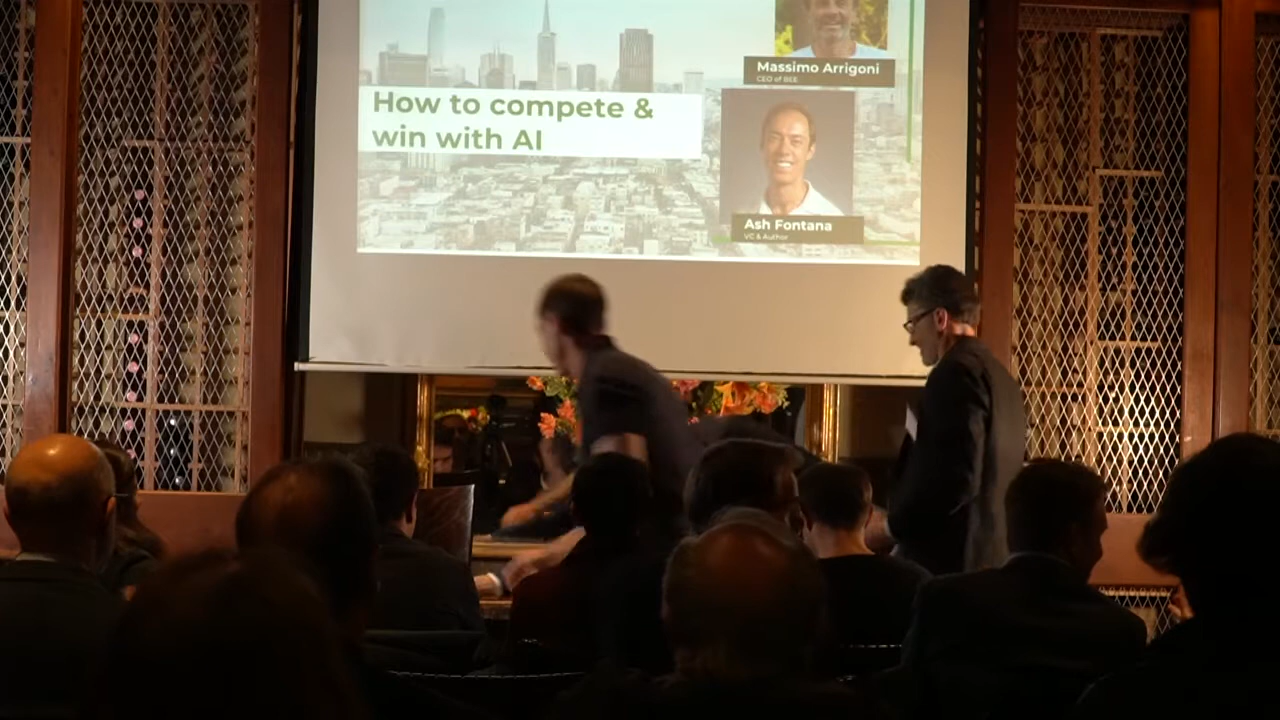 Massimo Arrigoni
CEO of BEE
How to compete &
win with AI
Ash Fontana
VC & Author